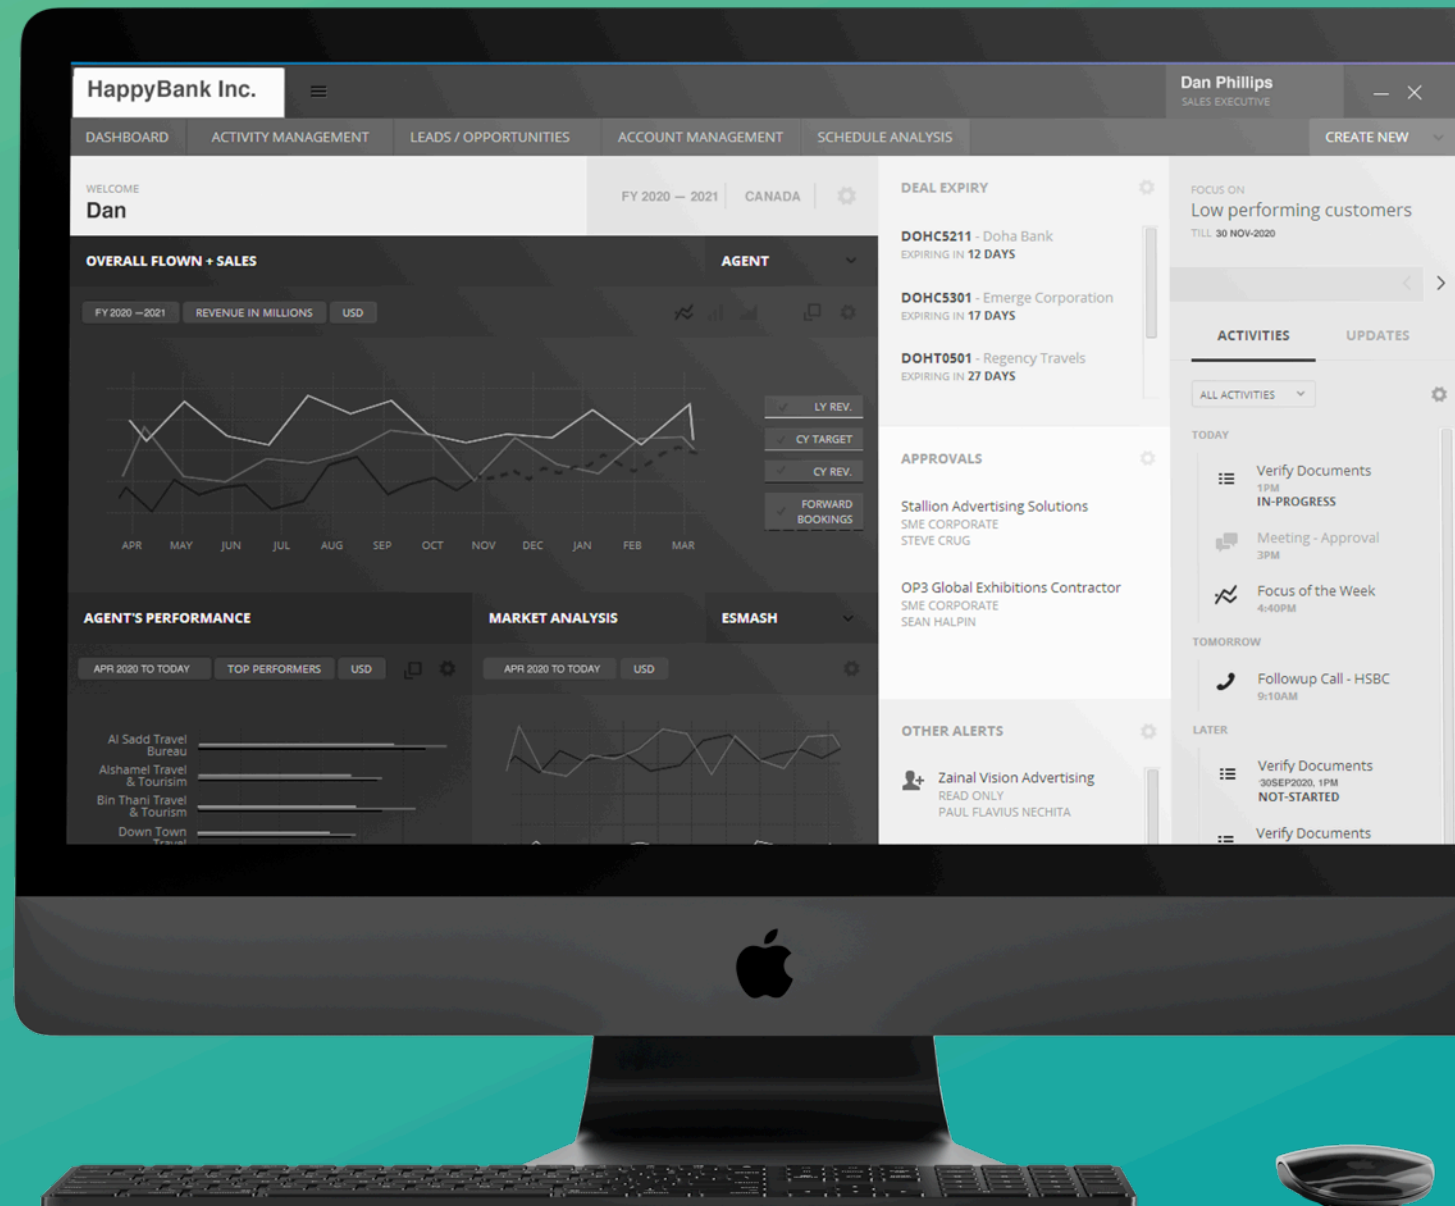 HappyBank Inc.
Dan Phillips
SALES EXECUTIVE
DASHBOARD
ACTIVITY MANAGEMENT
LEADS / OPPORTUNITIES
ACCOUNT MANAGEMENT
SCHEDULE ANALYSIS
CREATE NEW
WELCOME
Dan
FY 2020 — 2021
CANADA
OVERALL FLOWN + SALES
AGENT
FY 2020 —2021
REVENUE IN MILLIONS
USD
LY REV.
CY TARGET
CY REV.
FORWARD
BOOKINGS
APR MAY JUN JUL AUG SEP OCT NOV DEC JAN FEB MAR
AGENT'S PERFORMANCE
APR 2020 TO TODAY
TOP PERFORMERS
USD
Al Sadd Travel
Bureau
Alshamel Travel
& Tourisim
Bin Thani Travel
& Tourism
Down Town
Travel
MARKET ANALYSIS
ESMASH
APR 2020 TO TODAY
USD
DEAL EXPIRY
DOHC5211 - Doha Bank
EXPIRING IN 12 DAYS
DOHC5301 - Emerge Corporation
EXPIRING IN 17 DAYS
DOHT0501 - Regency Travels
EXPIRING IN 27 DAYS
APPROVALS
Stallion Advertising Solutions
SME CORPORATE
STEVE CRUG
OP3 Global Exhibitions Contractor
SME CORPORATE
SEAN HALPIN
OTHER ALERTS
Zainal Vision Advertising
READ ONLY
PAUL FLAVIUS NECHITA
FOCUS ON
Low performing customers
TILL 30 NOV-2020
ACTIVITIES
UPDATES
ALL ACTIVITIES
TODAY
Verify Documents
1PM
IN-PROGRESS
Meeting - Approval
3PM
Focus of the Week
4:40PM
TOMORROW
Followup Call - HSBC
9:10AM
LATER
Verify Documents
30SEP2020, 1PM
NOT-STARTED
Verify Documents